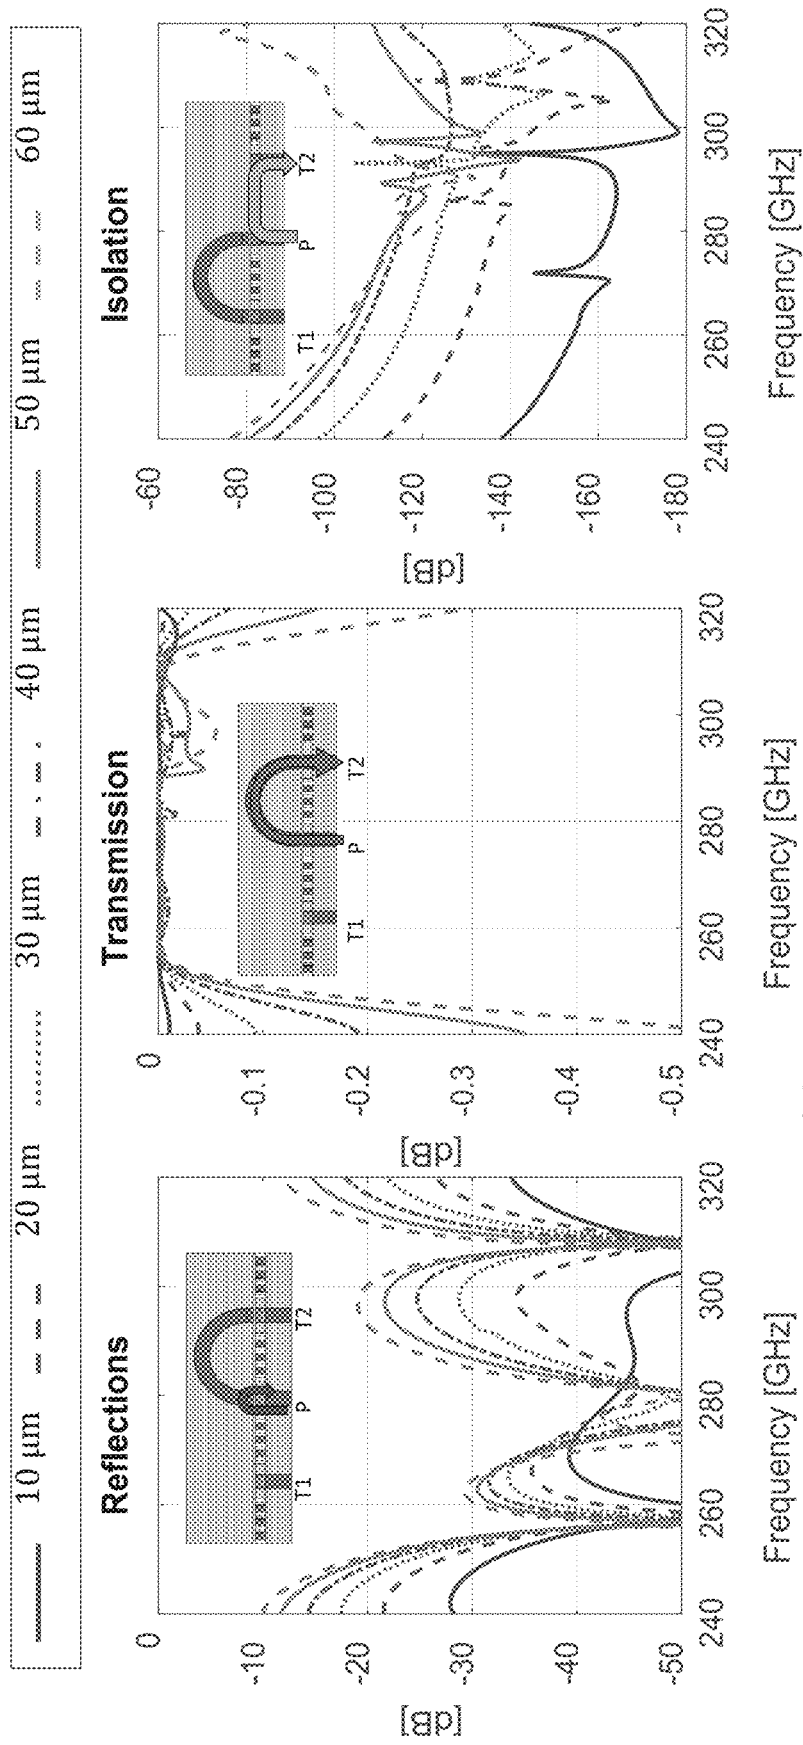 10 μm 20 μm 30 μm 40 μm 50 μm 60 μm
Reflections
[dB]
0
-10
-20
-30
-40
-50
T1 P T2
240 260 280 300 320
Frequency [GHz]
Transmission
[dB]
0
-0.1
-0.2
-0.3
-0.4
-0.5
T1 P T2
240 260 280 300 320
Frequency [GHz]
Isolation
[dB]
-60
-80
-100
-120
-140
-160
-180
T1 P T2
240 260 280 300 320
Frequency [GHz]